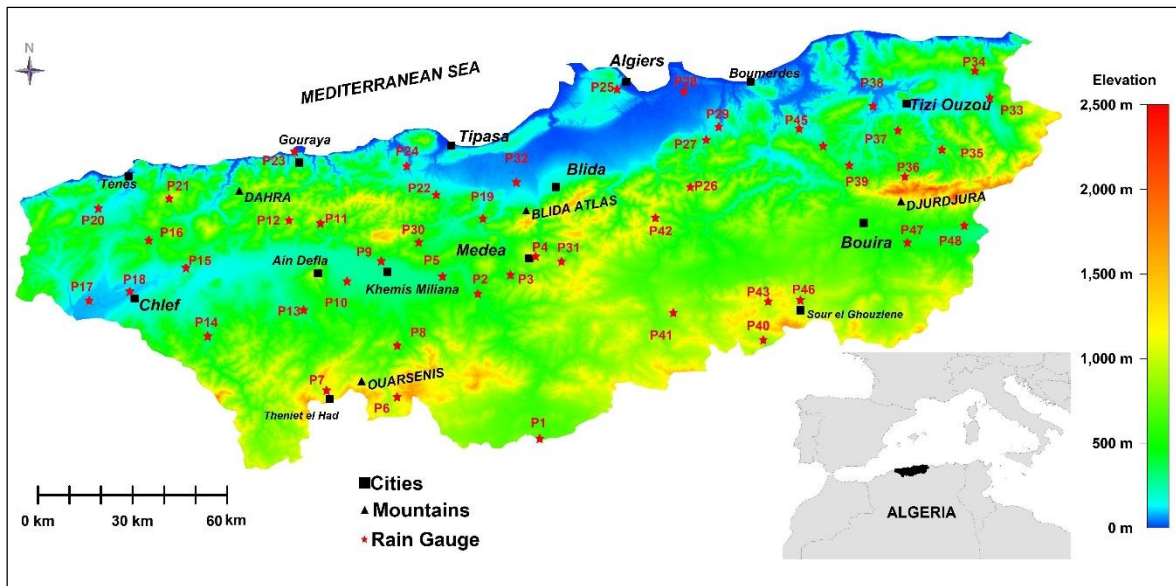 N
MEDITERRANEAN SEA
Algiers
P25
P28
Boumerdes
P34
P38
Tizi Ouzou
P33
Elevation
2,500 m
2,000 m
1,500 m
1,000 m
500 m
0 m
Gouraya
P23
Tipasa
P24
P29
P45
P27
P37
P35
P36
P39
Tenes
P21
DAHRA
P22
P32
Blida
P19
P26
DJURDJURA
P20
P12
P11
BLIDA ATLAS
P42
Bouira
P47
P48
P16
P30
Medea
P4
P31
P15
Ain Defla
P9
P5
P2
P3
Khemis Miliana
P17
P18
Chlef
P10
P13
P43
P46
Sour el Ghouzlene
P14
P8
P41
P40
P7
OUARSENIS
P6
Theniet el Had
P1
Cities
Mountains
Rain Gauge
0 km
30 km
60 km
ALGERIA